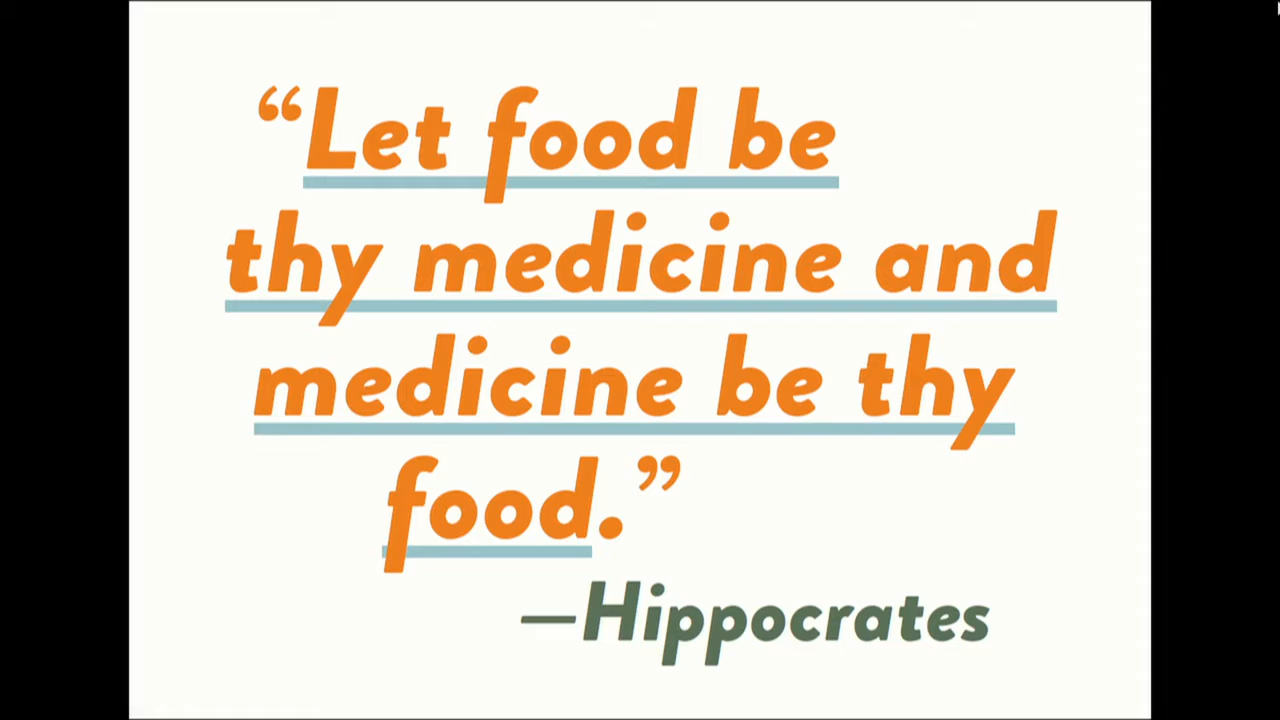 “Let food be
thy medicine and
medicine be thy
food.”
—Hippocrates